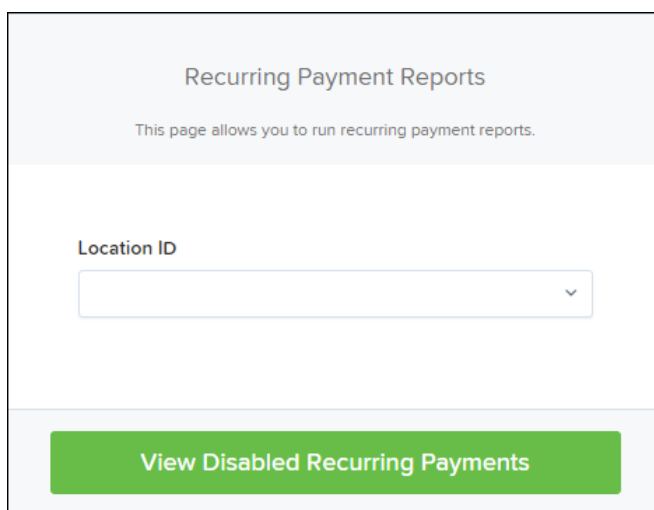 Recurring Payment Reports
This page allows you to run recurring payment reports.
Location ID
View Disabled Recurring Payments